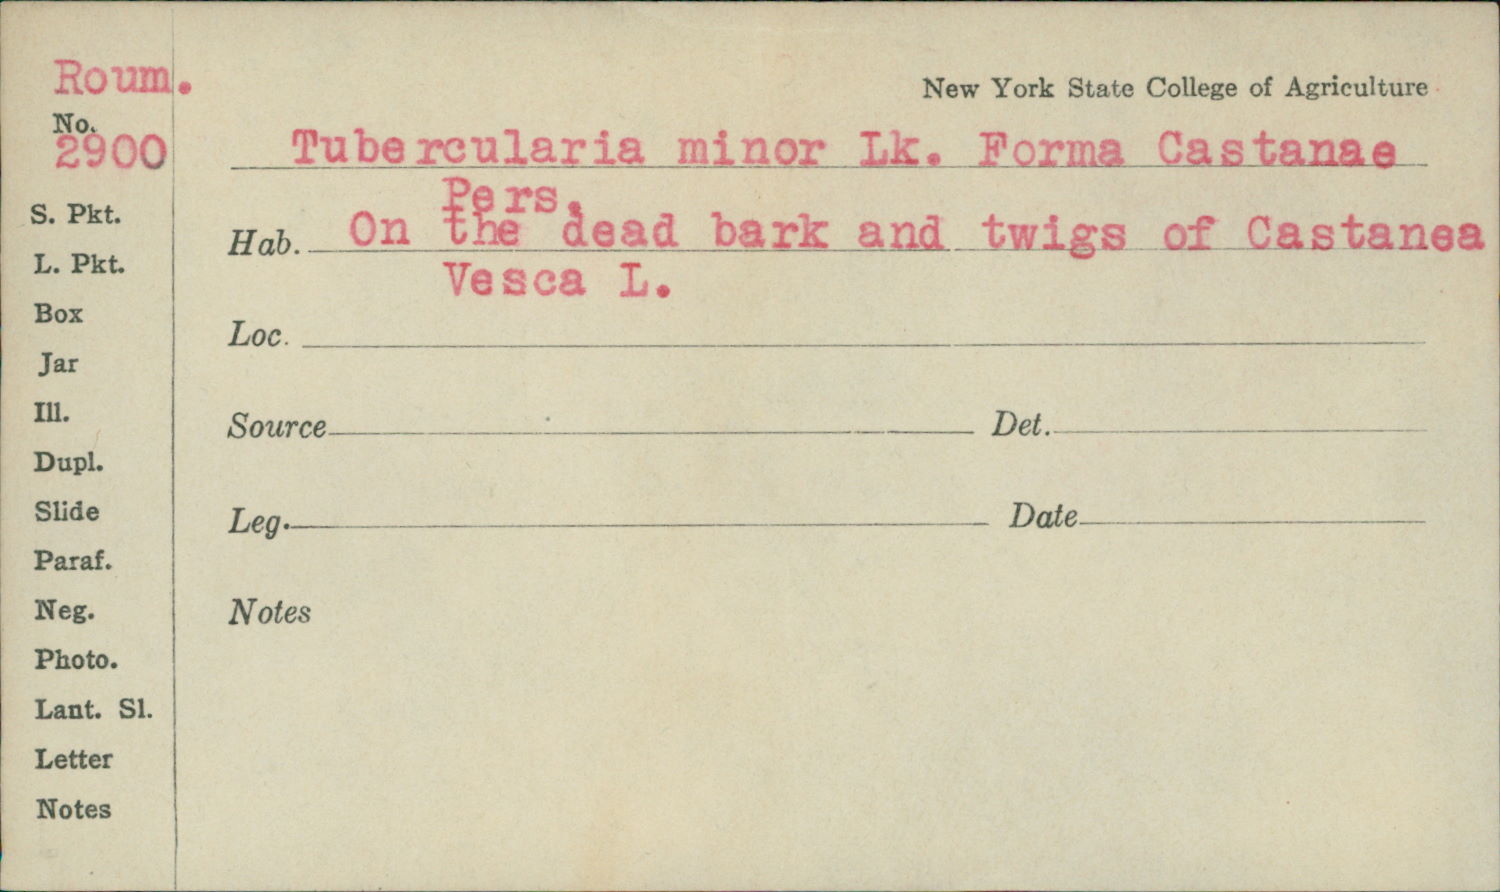 Roum.
New York State College of Agriculture
No.
2900
Tubercularia minor Lk. Forma Castanae
Pers.
Hab. On the dead bark and twigs of Castanea
Vesca L.
Loc.
Source Det.
Leg. Date
Notes
S. Pkt.
L. Pkt.
Box
Jar
Ill.
Dupl.
Slide
Paraf.
Neg.
Photo.
Lant. Sl.
Letter
Notes